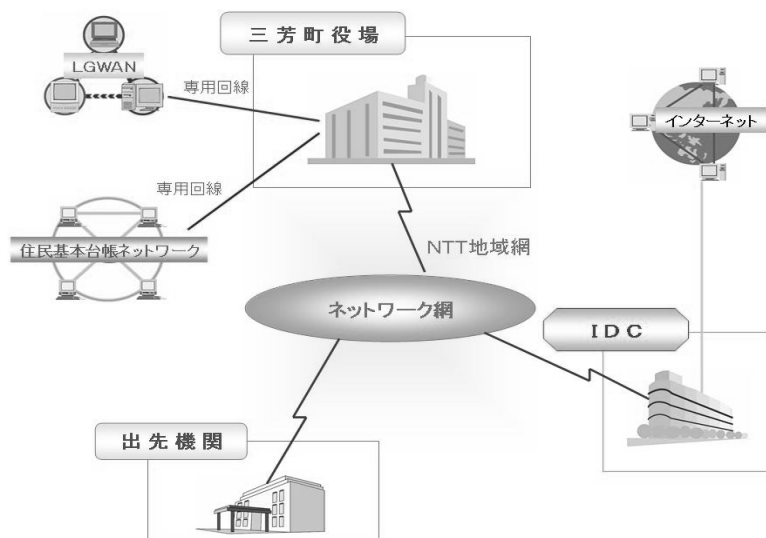 三芳町役場
LGWAN
専用回線
インターネット
専用回線
住民基本台帳ネットワーク
NTT地域網
ネットワーク網
IDC
出先機関